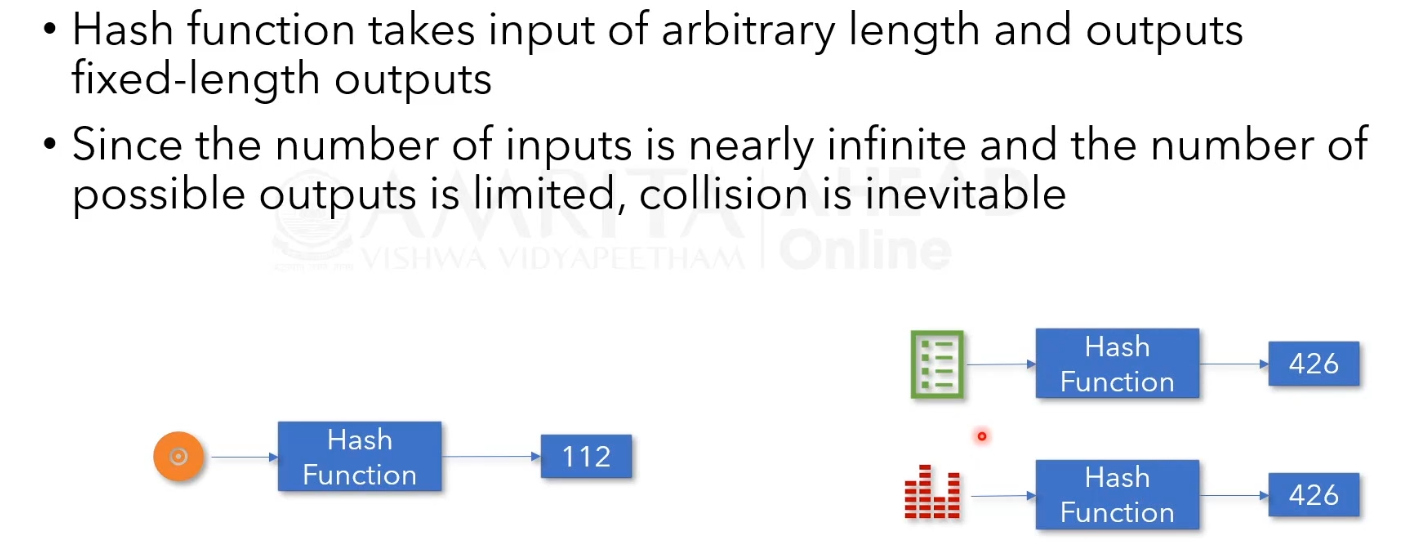 • Hash function takes input of arbitrary length and outputs
fixed-length outputs
• Since the number of inputs is nearly infinite and the number of
possible outputs is limited, collision is inevitable
AMRITA
VISHWA VIDYAPEETHAM
AHEAD
Online
Hash
Function
112
Hash
Function
426
Hash
Function
426